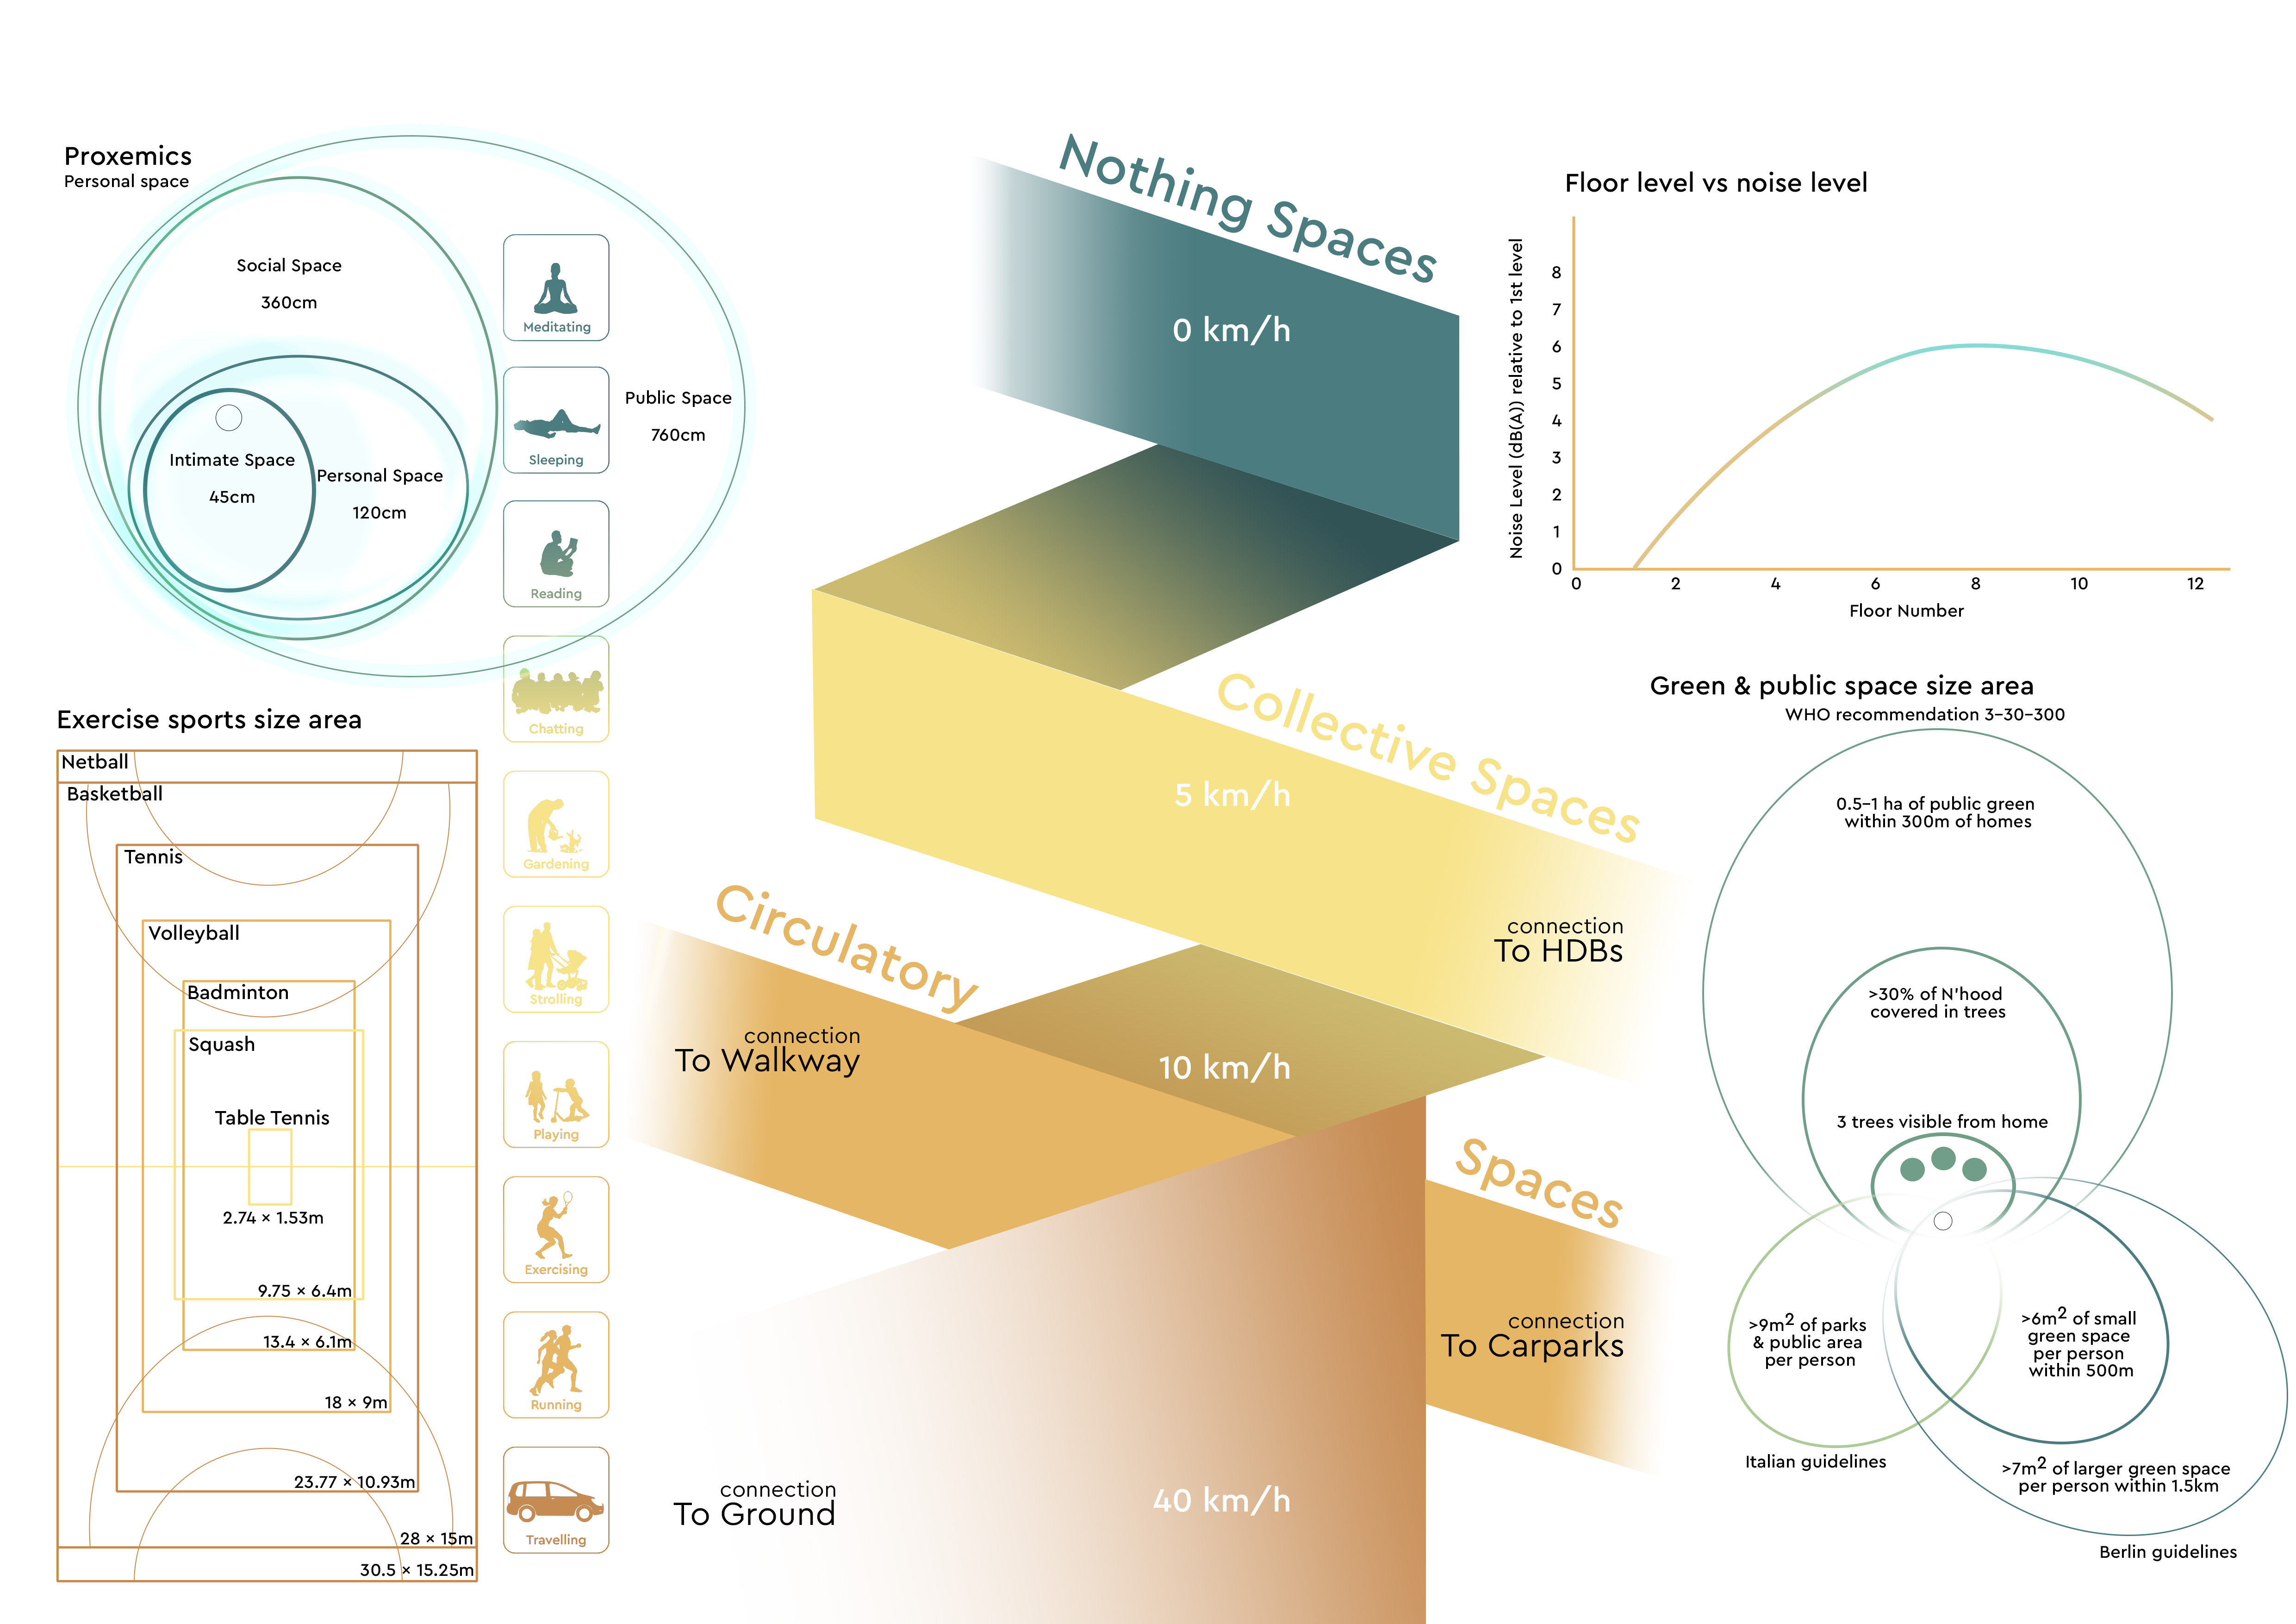 Proxemics
Personal space
Social Space
360cm
Intimate Space
45cm
Personal Space
120cm
Public Space
760cm
Meditating
Sleeping
Reading
Chatting
Gardening
Strolling
Playing
Exercising
Running
Travelling
Exercise sports size area
Netball
Basketball
Tennis
Volleyball
Badminton
Squash
Table Tennis
2.74 × 1.53m
9.75 × 6.4m
13.4 × 6.1m
18 × 9m
23.77 × 10.93m
28 × 15m
30.5 × 15.25m
Nothing Spaces
0 km/h
Collective Spaces
5 km/h
connection
To HDBs
Circulatory
connection
To Walkway
10 km/h
Spaces
connection
To Carparks
connection
To Ground
40 km/h
Floor level vs noise level
Noise Level (dB(A)) relative to 1st level
8
7
6
5
4
3
2
1
0
0 2 4 6 8 10 12
Floor Number
Green & public space size area
WHO recommendation 3-30-300
0.5-1 ha of public green
within 300m of homes
>30% of N'hood
covered in trees
3 trees visible from home
>9m² of parks
& public area
per person
>6m² of small
green space
per person
within 500m
Italian guidelines
>7m² of larger green space
per person within 1.5km
Berlin guidelines